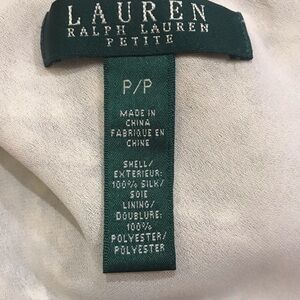 LAUREN
RALPH LAUREN
PETITE
P/P
MADE IN
CHINA
FABRIQUE EN
CHINE
SHELL/
EXTERIEUR:
100% SILK/
SOIE
LINING/
DOUBLURE:
100%
POLYESTER/
POLYESTER